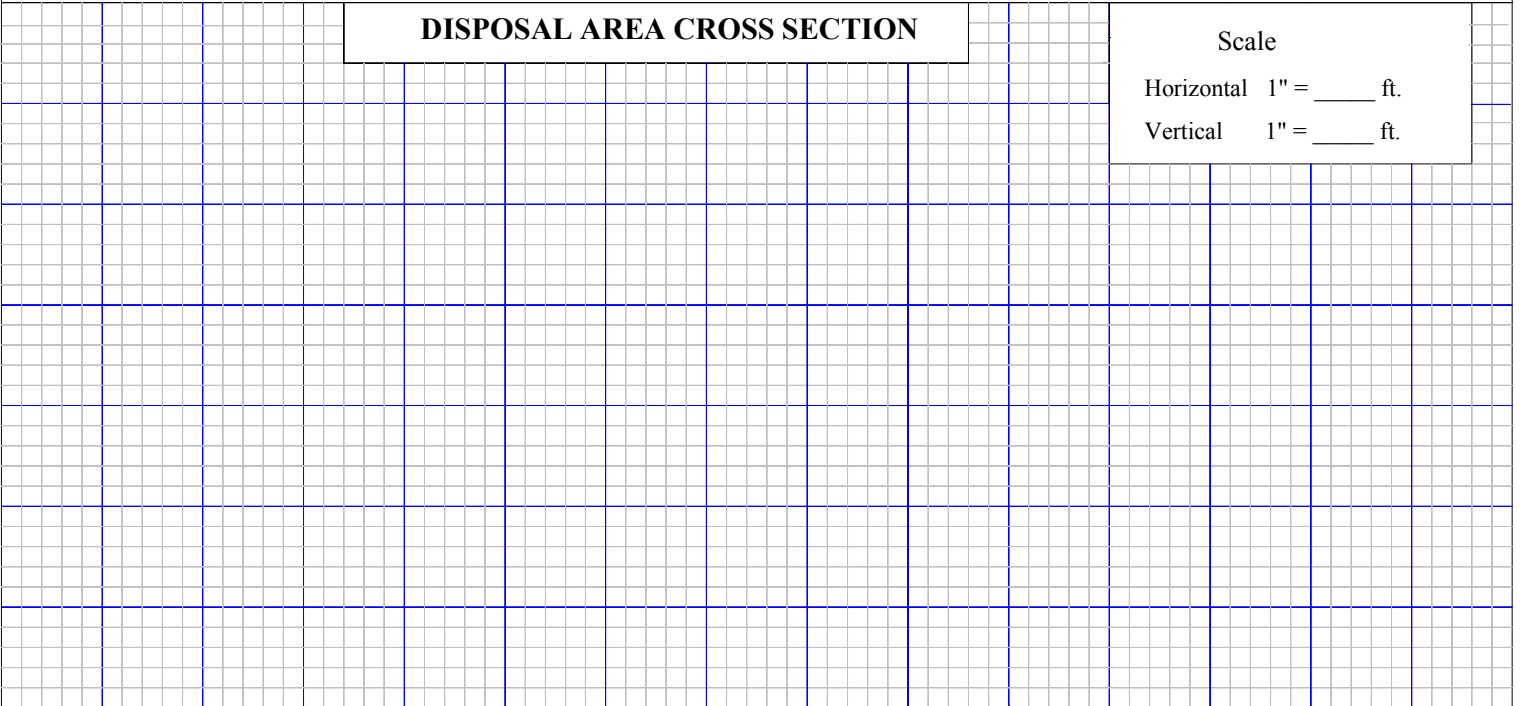 DISPOSAL AREA CROSS SECTION
Scale
Horizontal 1" = _____ ft.
Vertical 1" = _____ ft.